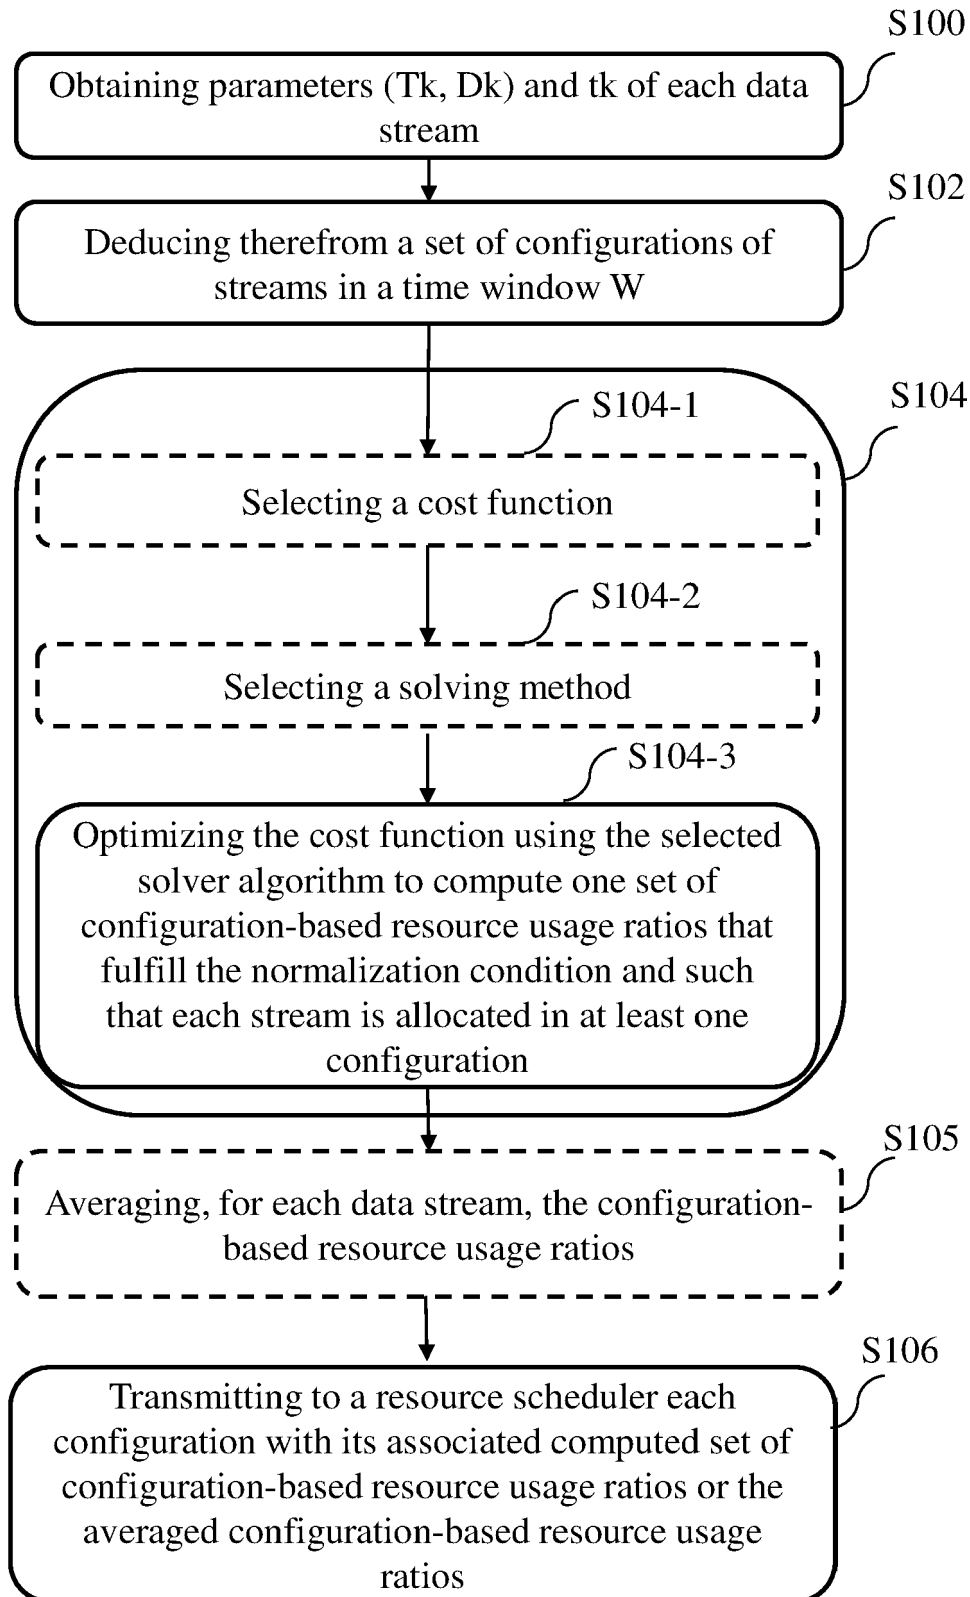 S100
Obtaining parameters (Tk, Dk) and tk of each data
stream
S102
Deducing therefrom a set of configurations of
streams in a time window W
S104
S104-1
Selecting a cost function
S104-2
Selecting a solving method
S104-3
Optimizing the cost function using the selected
solver algorithm to compute one set of
configuration-based resource usage ratios that
fulfill the normalization condition and such
that each stream is allocated in at least one
configuration
S105
Averaging, for each data stream, the configuration-
based resource usage ratios
S106
Transmitting to a resource scheduler each
configuration with its associated computed set of
configuration-based resource usage ratios or the
averaged configuration-based resource usage
ratios